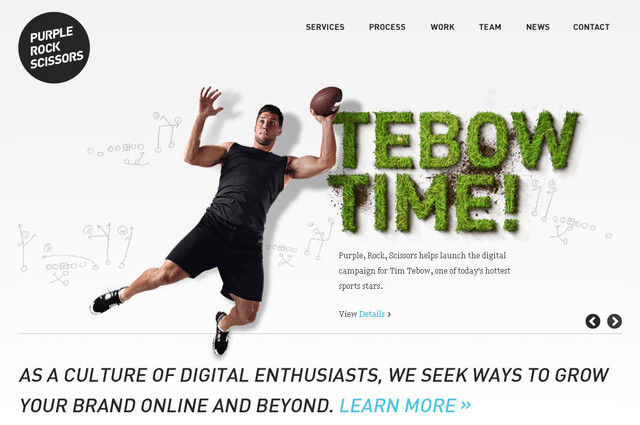 PURPLE
ROCK
SCISSORS
SERVICES PROCESS WORK TEAM NEWS CONTACT
TEBOW
TIME!
Purple, Rock, Scissors helps launch the digital
campaign for Tim Tebow, one of today's hottest
sports stars.
View Details ›
AS A CULTURE OF DIGITAL ENTHUSIASTS, WE SEEK WAYS TO GROW
YOUR BRAND ONLINE AND BEYOND. LEARN MORE »